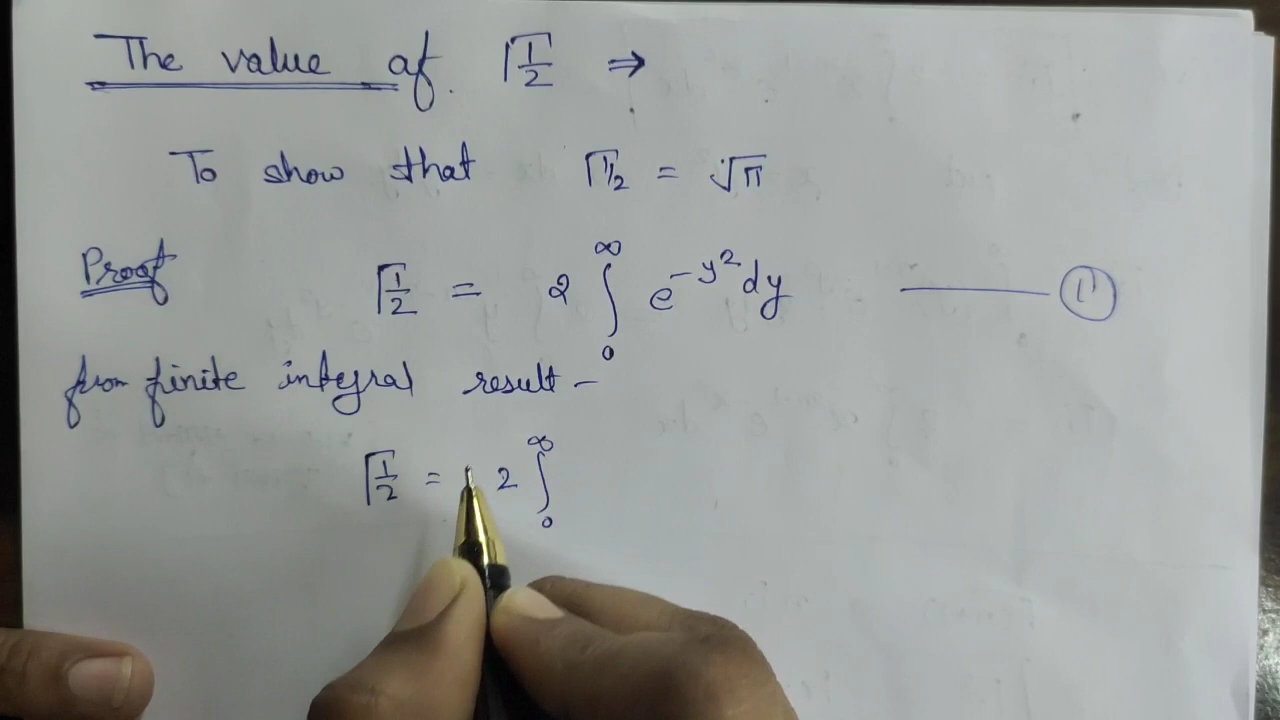 The value of. Γ1/2 ⇒
To show that Γ1/2 = √π
Proof Γ1/2 = 2 ∫₀^∞ e^{-y²} dy ——— (1)
from finite integral result -
Γ1/2 = 2 ∫₀^∞